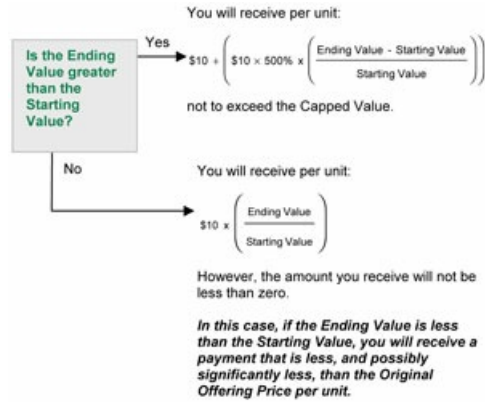 You will receive per unit:
Is the Ending
Value greater
than the
Starting
Value?
Yes
$10 + ( $10 × 500% x ( Ending Value - Starting Value
Starting Value ) )
not to exceed the Capped Value.
No
You will receive per unit:
$10 x ( Ending Value
Starting Value )
However, the amount you receive will not be
less than zero.
In this case, if the Ending Value is less
than the Starting Value, you will receive a
payment that is less, and possibly
significantly less, than the Original
Offering Price per unit.